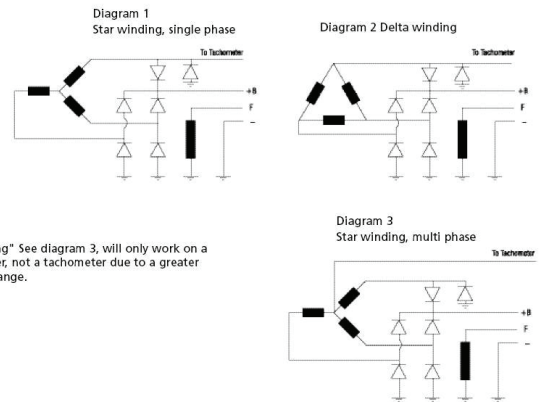 Diagram 1
Star winding, single phase
To Tachometer
+B
F
–
Diagram 2 Delta winding
To Tachometer
+B
F
–
ng" See diagram 3, will only work on a
er, not a tachometer due to a greater
ange.
Diagram 3
Star winding, multi phase
To Tachometer
+B
F
–